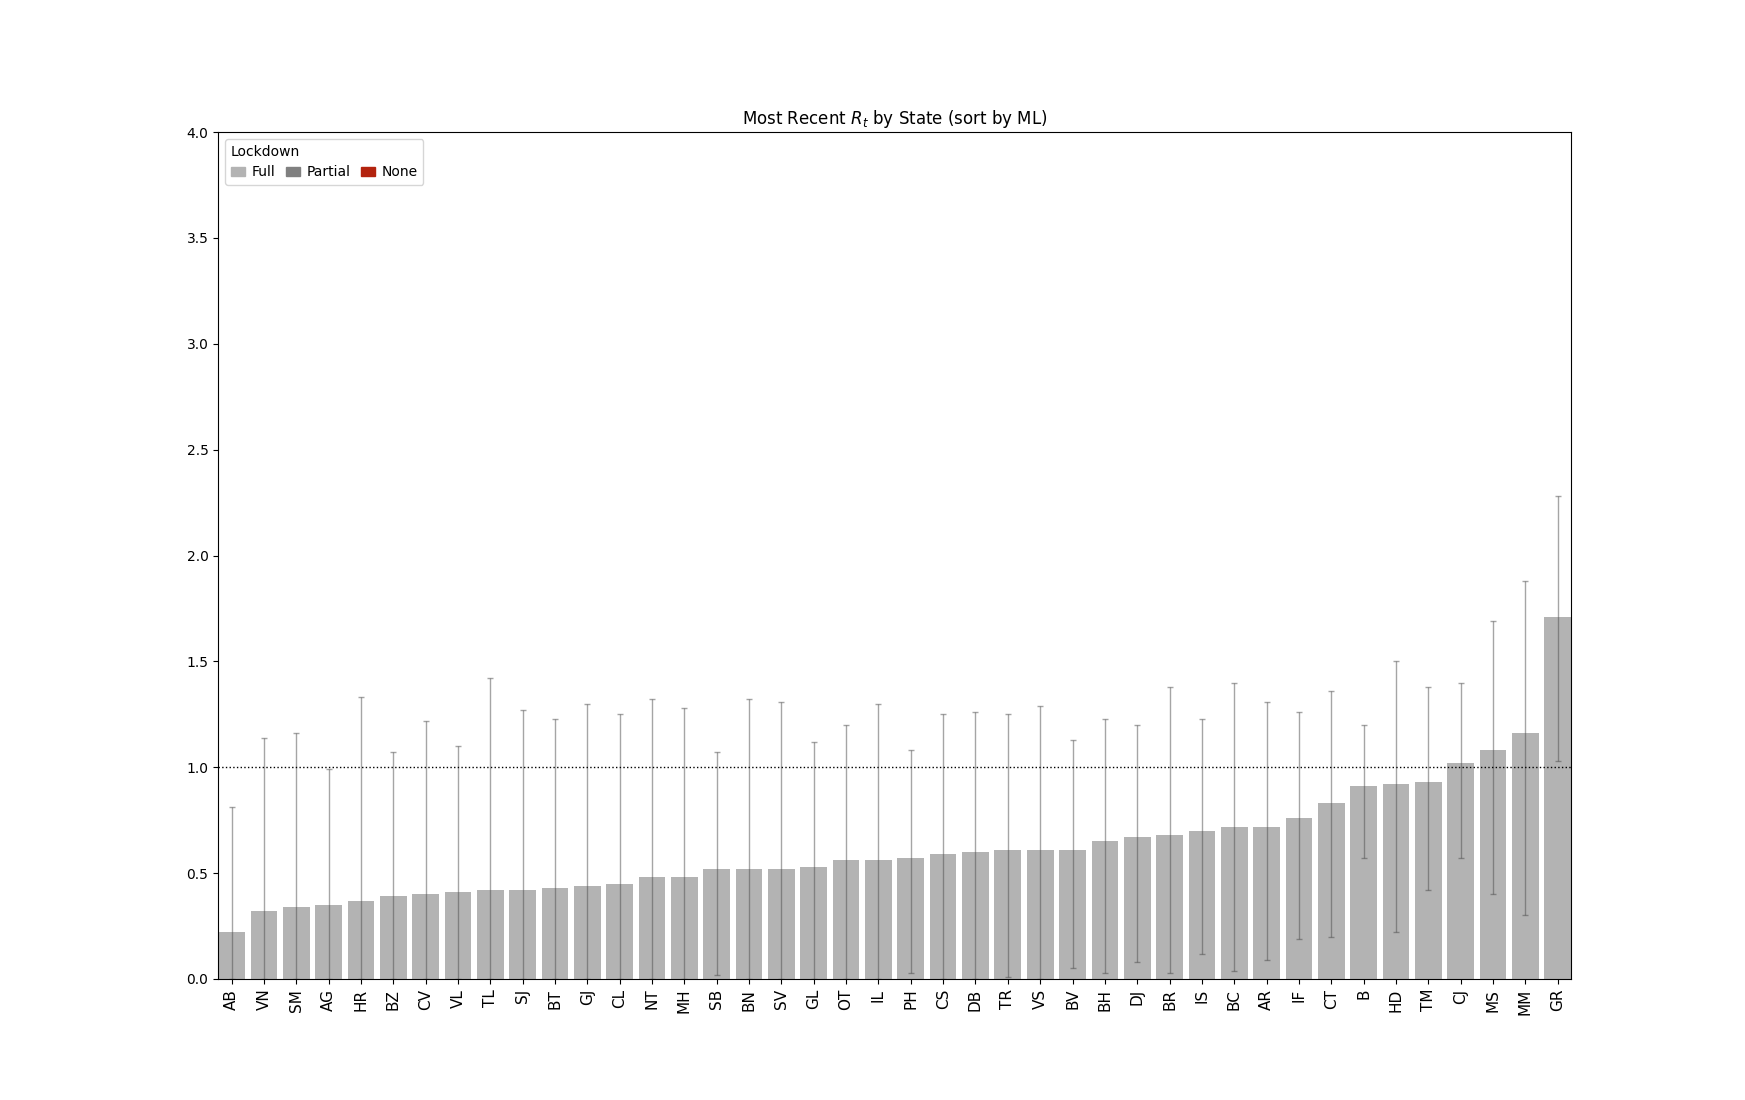 Most Recent Rt by State (sort by ML)
Lockdown
Full Partial None
4.0
3.5
3.0
2.5
2.0
1.5
1.0
0.5
0.0
AB VN SM AG HR BZ CV VL TL SJ BT GJ CL NT MH SB BN SV GL OT IL PH CS DB TR VS BV BH DJ BR IS BC AR IF CT B HD TM CJ MS MM GR